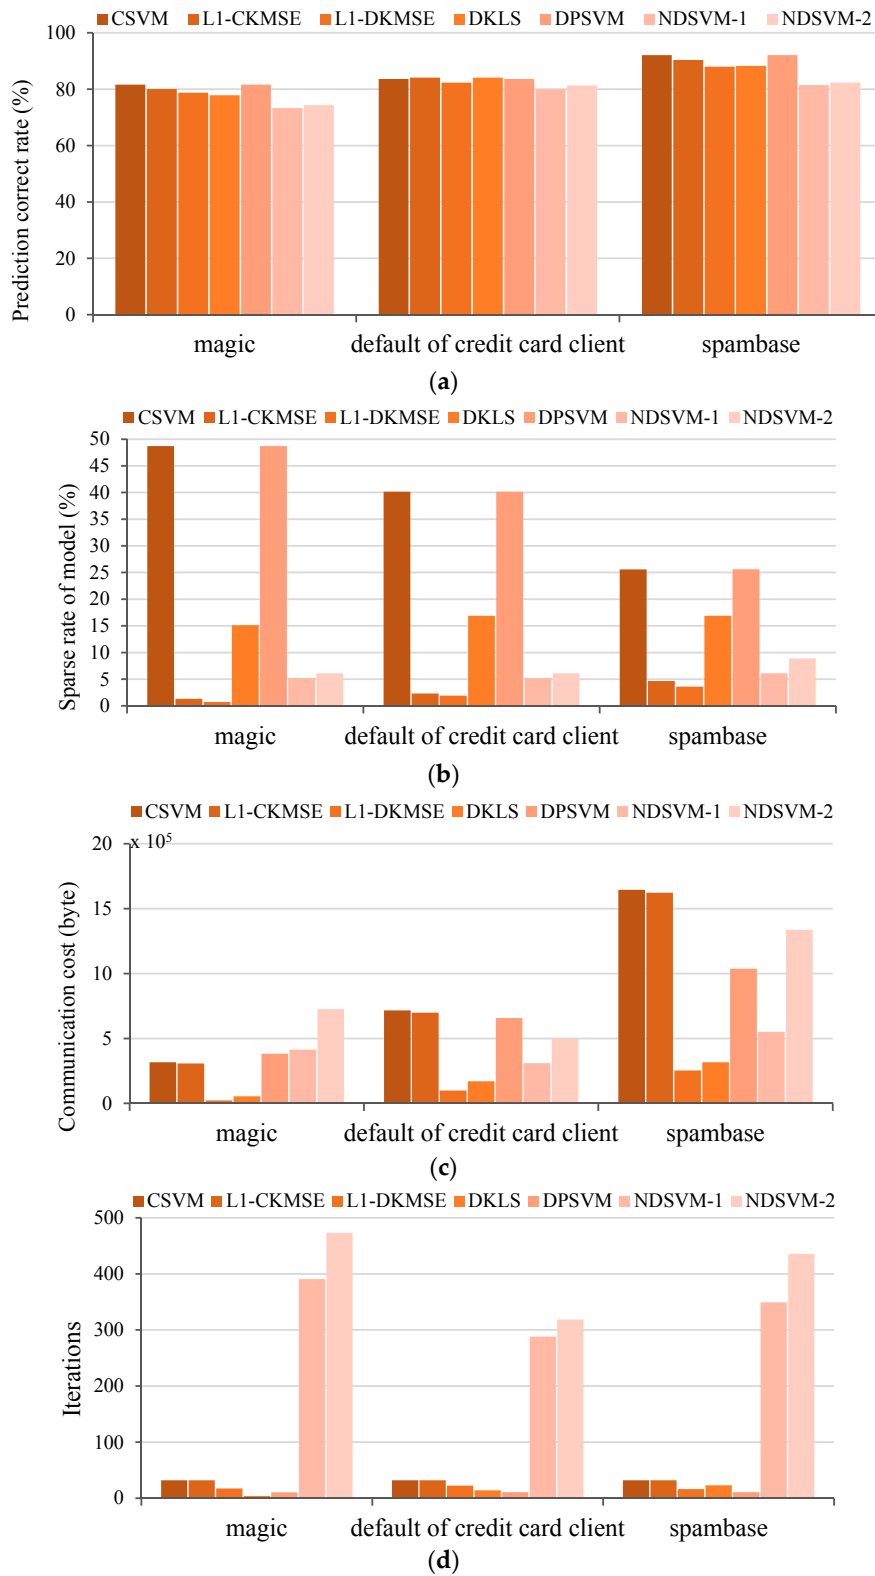 CSVM L1-CKMSE L1-DKMSE DKLS DPSVM NDSVM-1 NDSVM-2
Prediction correct rate (%)
100
80
60
40
20
0
magic default of credit card client spambase
(a)
CSVM L1-CKMSE L1-DKMSE DKLS DPSVM NDSVM-1 NDSVM-2
Sparse rate of model (%)
50
45
40
35
30
25
20
15
10
5
0
magic default of credit card client spambase
(b)
CSVM L1-CKMSE L1-DKMSE DKLS DPSVM NDSVM-1 NDSVM-2
x 10⁵
Communication cost (byte)
20
15
10
5
0
magic default of credit card client spambase
(c)
CSVM L1-CKMSE L1-DKMSE DKLS DPSVM NDSVM-1 NDSVM-2
Iterations
500
400
300
200
100
0
magic default of credit card client spambase
(d)